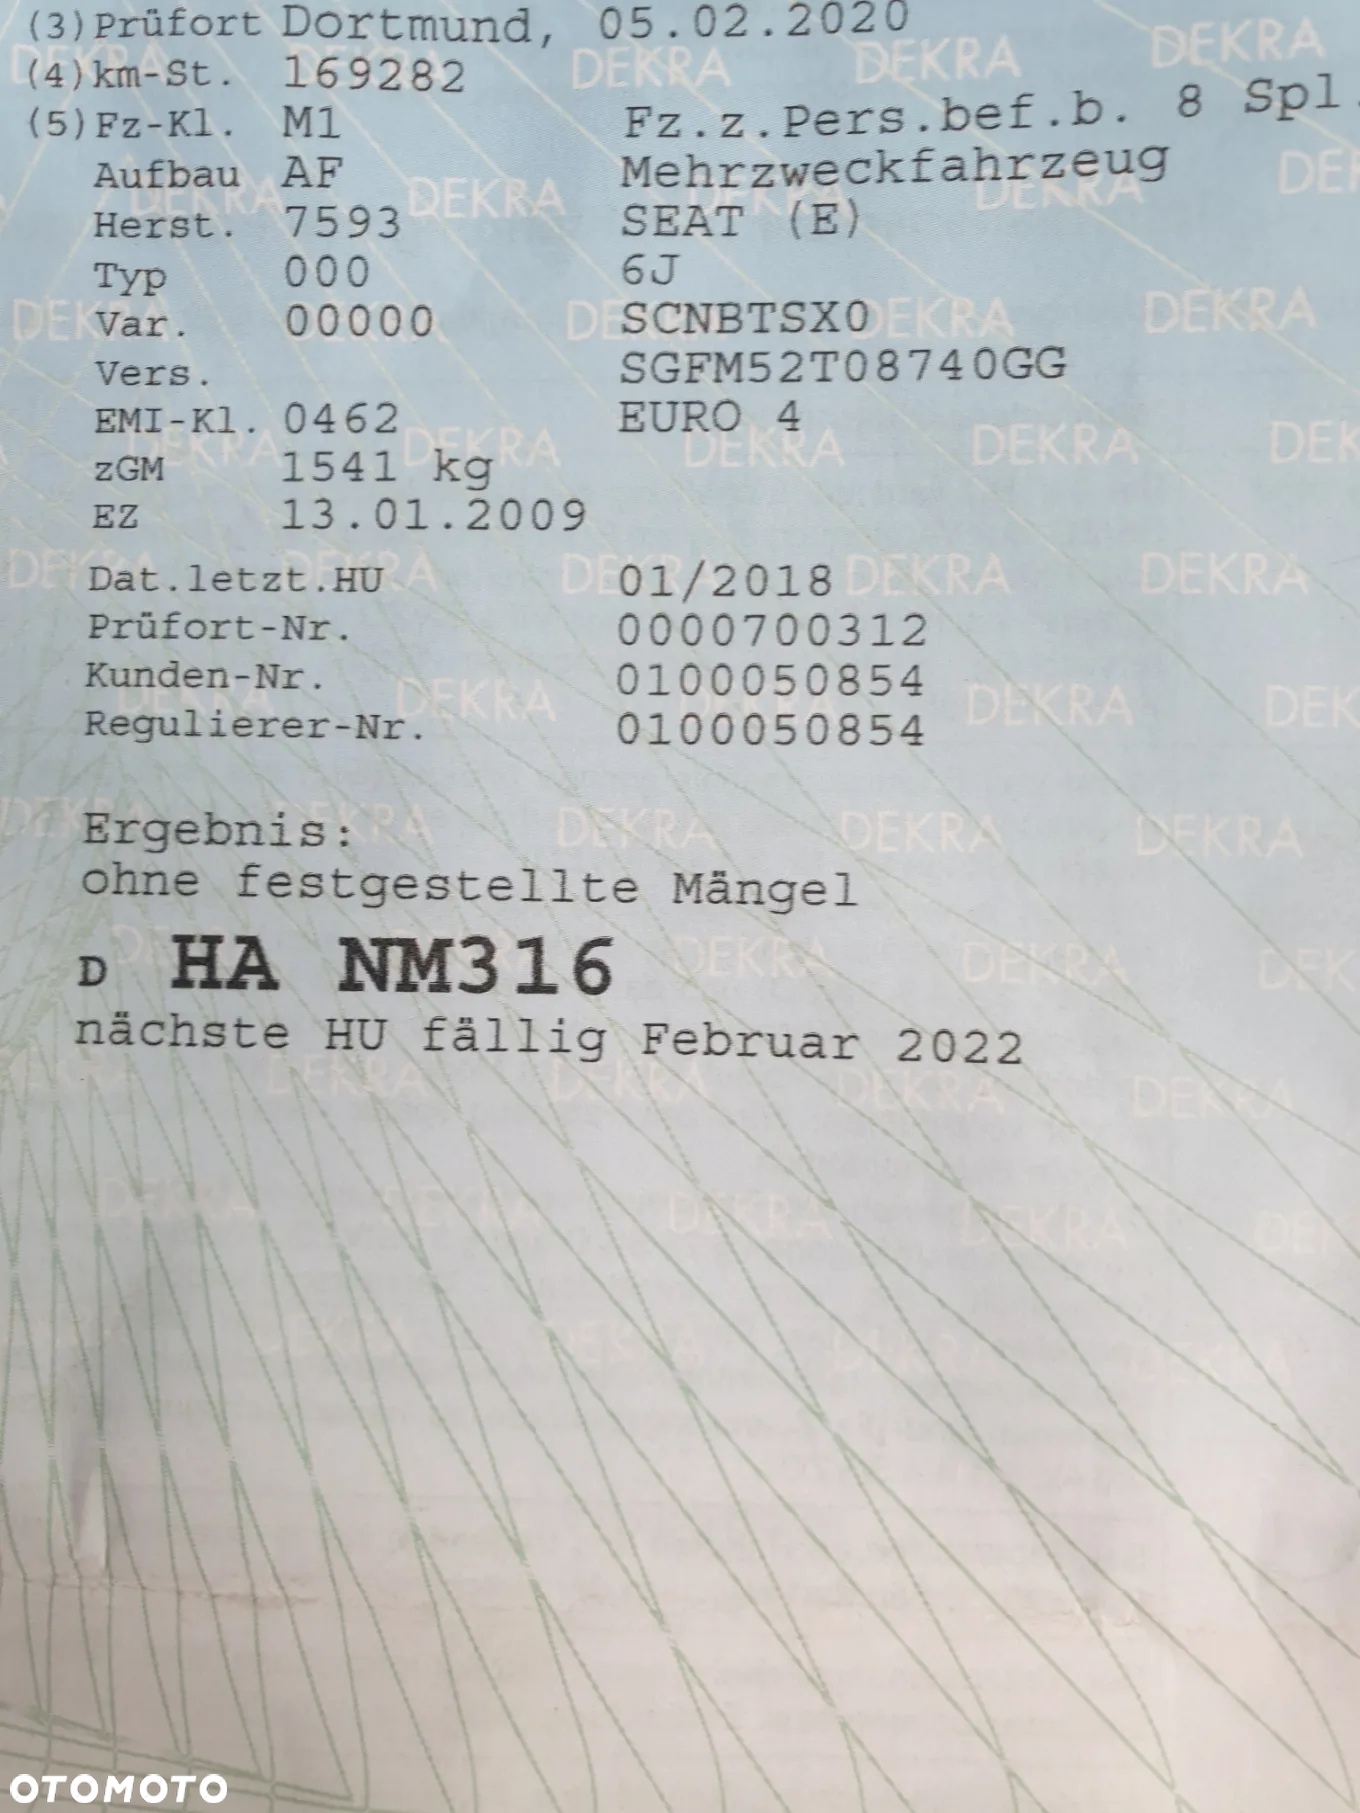 (3)Prüfort Dortmund, 05.02.2020
(4)km-St. 169282
(5)Fz-Kl. M1 Fz.z.Pers.bef.b. 8 Spl.
Aufbau AF Mehrzweckfahrzeug
Herst. 7593 SEAT (E)
Typ 000 6J
Var. 00000 SCNBTSX0
Vers. SGFM52T08740GG
EMI-Kl. 0462 EURO 4
zGM 1541 kg
EZ 13.01.2009
Dat.letzt.HU 01/2018
Prüfort-Nr. 0000700312
Kunden-Nr. 0100050854
Regulierer-Nr. 0100050854
Ergebnis:
ohne festgestellte Mängel
D HA NM316
nächste HU fällig Februar 2022
DEKRA
OTOMOTO